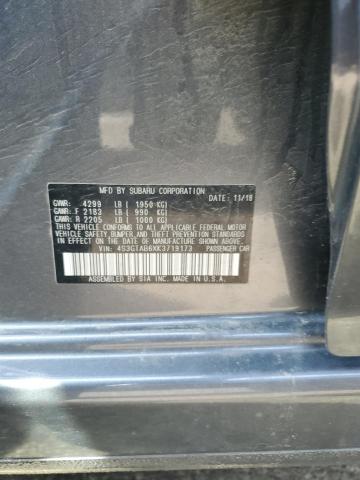 MFD BY SUBARU CORPORATION
11/18
GVWR: 4299 LB ( 1950 KG)
GAWR: F 2183 LB ( 990 KG)
GAWR: R 2205 LB ( 1000 KG)
THIS VEHICLE CONFORMS TO ALL APPLICABLE FEDERAL MOTOR
VEHICLE SAFETY, BUMPER, AND THEFT PREVENTION STANDARDS
IN EFFECT ON THE DATE OF MANUFACTURE SHOWN ABOVE.
VIN: 4S3GTAB6XK3719173 PASSENGER CAR
ASSEMBLED BY SIA INC. MADE IN U.S.A.